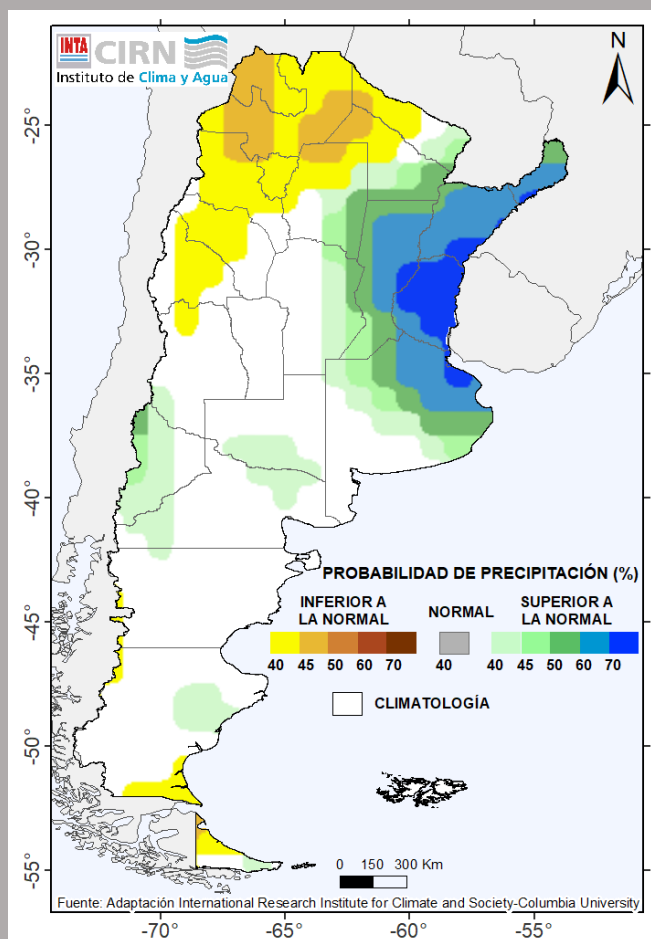 INTA CIRN
Instituto de Clima y Agua
N
-25°
-30°
-35°
-40°
-45°
-50°
-55°
PROBABILIDAD DE PRECIPITACIÓN (%)
INFERIOR A
LA NORMAL
NORMAL
SUPERIOR A
LA NORMAL
40 45 50 60 70
40
40 45 50 60 70
CLIMATOLOGÍA
0 150 300 Km
Fuente: Adaptación International Research Institute for Climate and Society-Columbia University
-70° -65° -60° -55°